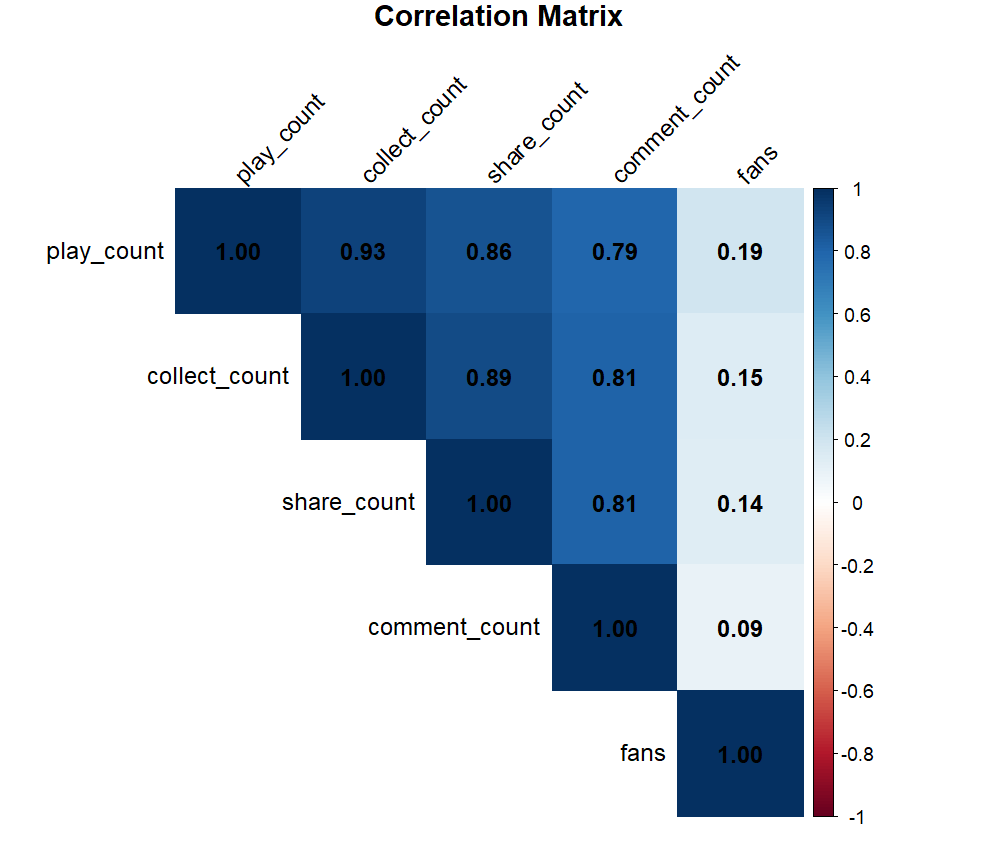 Correlation Matrix
play_count
collect_count
share_count
comment_count
fans
play_count 1.00 0.93 0.86 0.79 0.19
collect_count 1.00 0.89 0.81 0.15
share_count 1.00 0.81 0.14
comment_count 1.00 0.09
fans 1.00
1
0.8
0.6
0.4
0.2
0
-0.2
-0.4
-0.6
-0.8
-1